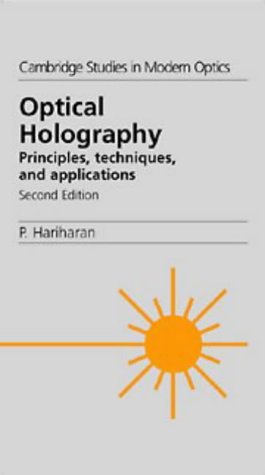 Cambridge Studies in Modern Optics
Optical
Holography
Principles, techniques,
and applications
Second Edition
P. Hariharan